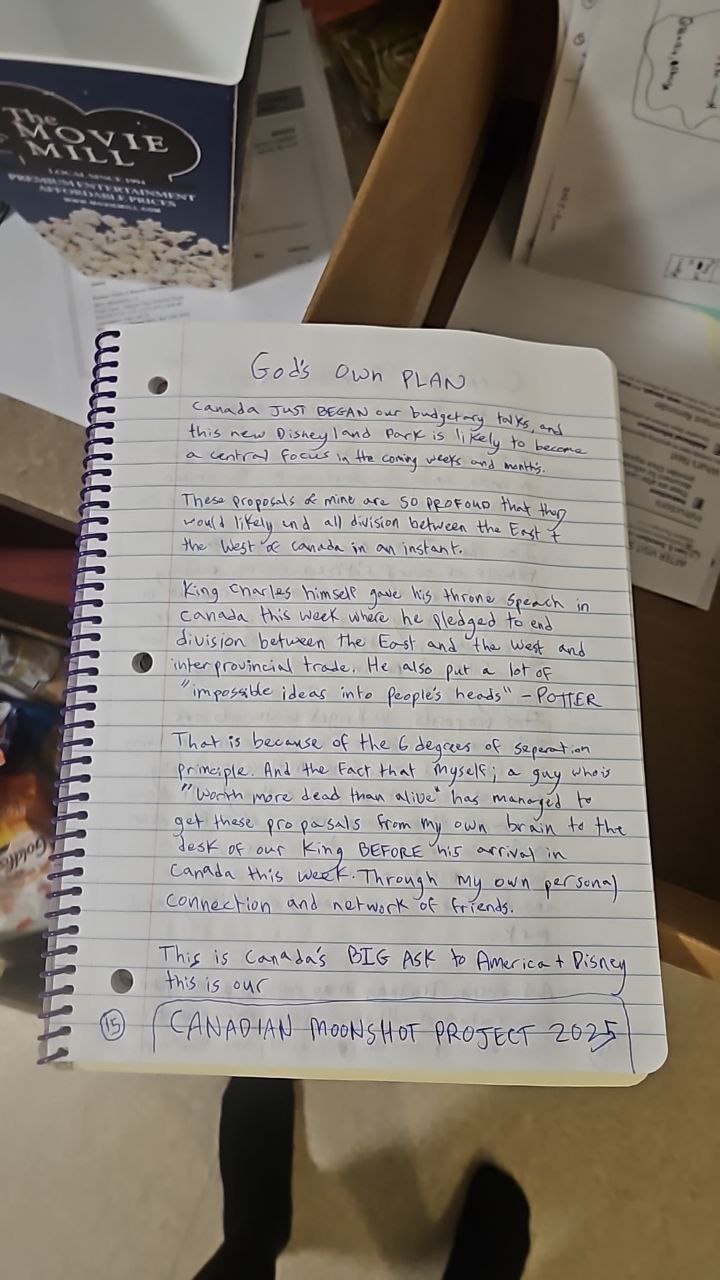 The
MOVIE
MILL
LOCAL SINCE 1994
PREMIUM ENTERTAINMENT
AFFORDABLE PRICES
WWW.MOVIEMILL.COM
God's Own PLAN
Canada JUST BEGAN our budgetary talks, and
this new Disneyland Park is likely to become
a central focus in the coming weeks and months.
These proposals of mine are SO PROFOUD that they
would likely end all division between the East +
the West of Canada in an instant.
King Charles himself gave his throne speach in
Canada this week where he pledged to end
division between the East and the West and
interprovincial trade. He also put a lot of
"impossible ideas into people's heads" - POTTER
That is because of the 6 degrees of seperation
principle. And the Fact that myself; a guy who is
"Worth more dead than alive" has managed to
get these proposals from my own brain to the
desk of our King BEFORE his arrival in
Canada this week. Through my own personal
connection and network of friends.
This is Canada's BIG ASK to America + Disney
this is our
15 CANADIAN MOONSHOT PROJECT 2025
Goldfis